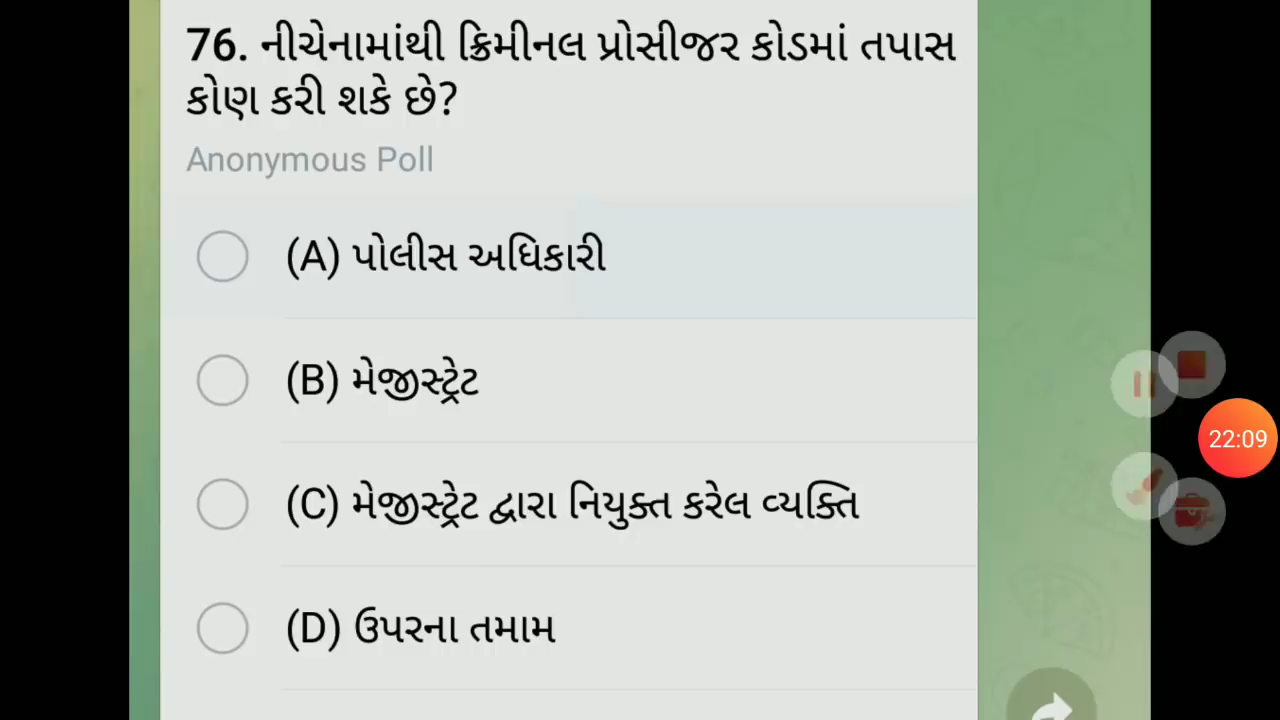 76. નીચેનામાંથી ક્રિમીનલ પ્રોસીજર કોડમાં તપાસ
કોણ કરી શકે છે?
Anonymous Poll
(A) પોલીસ અધિકારી
(B) મેજીસ્ટ્રેટ
(C) મેજીસ્ટ્રેટ દ્વારા નિયુક્ત કરેલ વ્યક્તિ
22:09
(D) ઉપરના તમામ